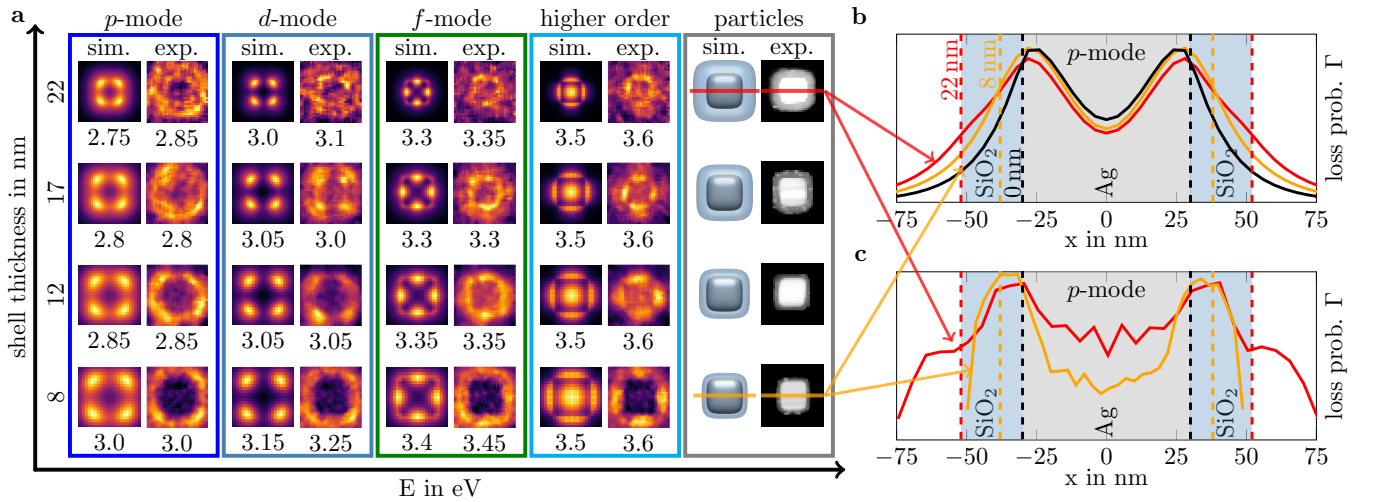 a
p-mode d-mode f-mode higher order particles
sim. exp. sim. exp. sim. exp. sim. exp. sim. exp.
22
2.75 2.85 3.0 3.1 3.3 3.35 3.5 3.6
17
2.8 2.8 3.05 3.0 3.3 3.3 3.5 3.6
12
2.85 2.85 3.05 3.05 3.35 3.35 3.5 3.6
8
3.0 3.0 3.15 3.25 3.4 3.45 3.5 3.6
shell thickness in nm
E in eV
b
p-mode
22 nm
8 nm
0 nm
SiO2
Ag
SiO2
loss prob. Γ
−75 −50 −25 0 25 50 75
x in nm
c
p-mode
SiO2
Ag
SiO2
loss prob. Γ
−75 −50 −25 0 25 50 75
x in nm